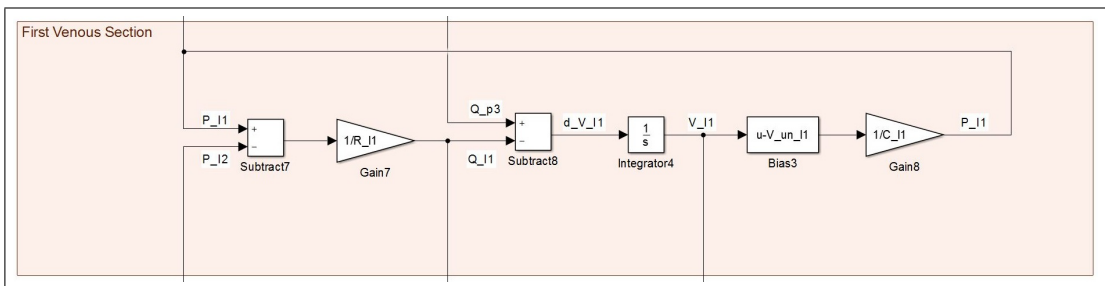 First Venous Section
P_l1
P_l2
Subtract7
1/R_l1
Gain7
Q_p3
Q_l1
Subtract8
d_V_l1
1
s
Integrator4
V_l1
u-V_un_l1
Bias3
1/C_l1
Gain8
P_l1